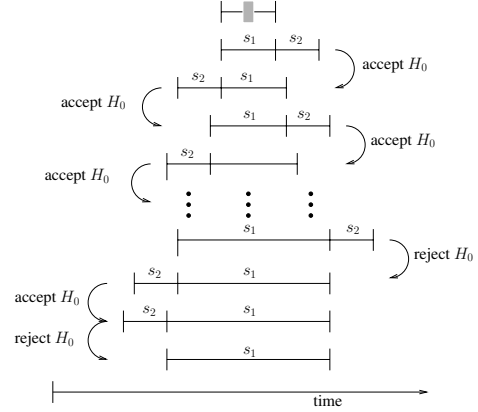 s₁ s₂
accept H₀
s₂ s₁
accept H₀
s₁ s₂
accept H₀
s₂
accept H₀
s₁ s₂
reject H₀
s₂ s₁
accept H₀
s₂ s₁
reject H₀
s₁
time